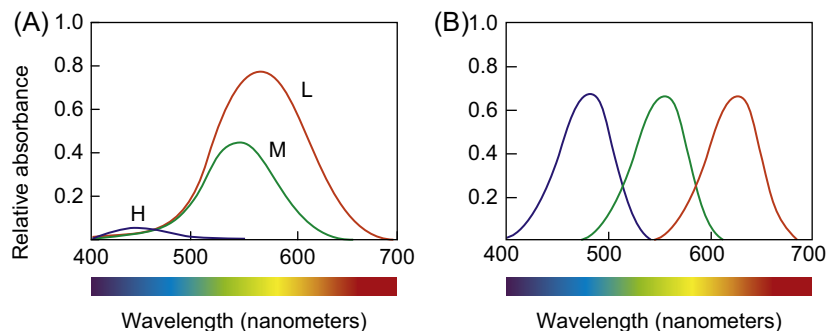 (A)
Relative absorbance
1.0
0.8
0.6
0.4
0.2
L
M
H
400 500 600 700
Wavelength (nanometers)
(B)
1.0
0.8
0.6
0.4
0.2
400 500 600 700
Wavelength (nanometers)